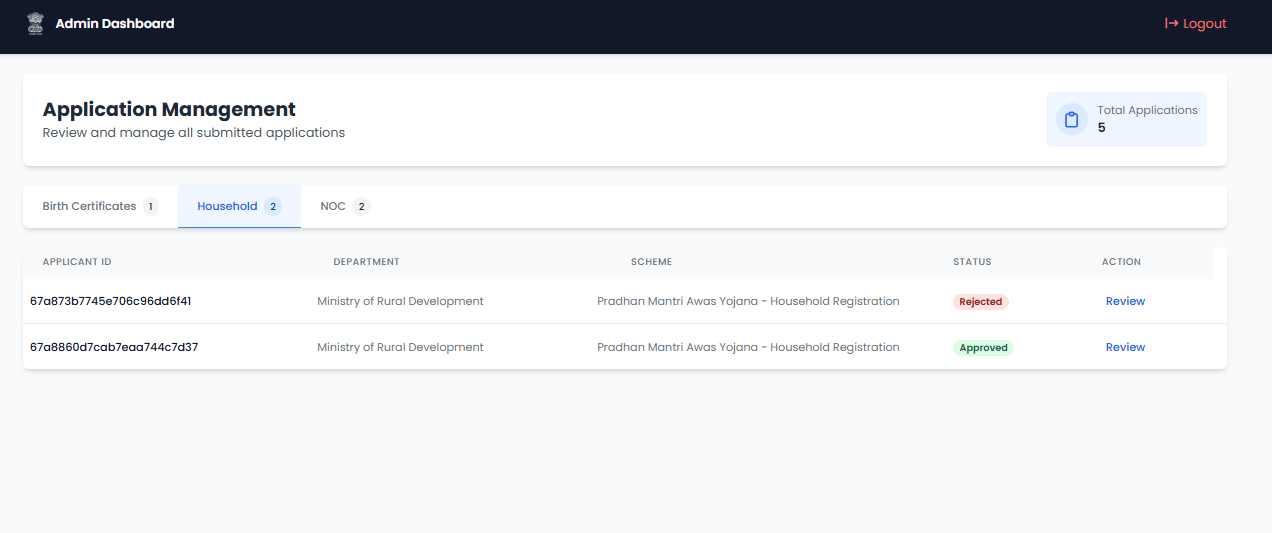 Admin Dashboard
Logout
Application Management
Review and manage all submitted applications
Total Applications
5
Birth Certificates 1
Household 2
NOC 2
APPLICANT ID DEPARTMENT SCHEME STATUS ACTION
67a873b7745e706c96dd6f41 Ministry of Rural Development Pradhan Mantri Awas Yojana - Household Registration Rejected Review
67a8860d7cab7eaa744c7d37 Ministry of Rural Development Pradhan Mantri Awas Yojana - Household Registration Approved Review